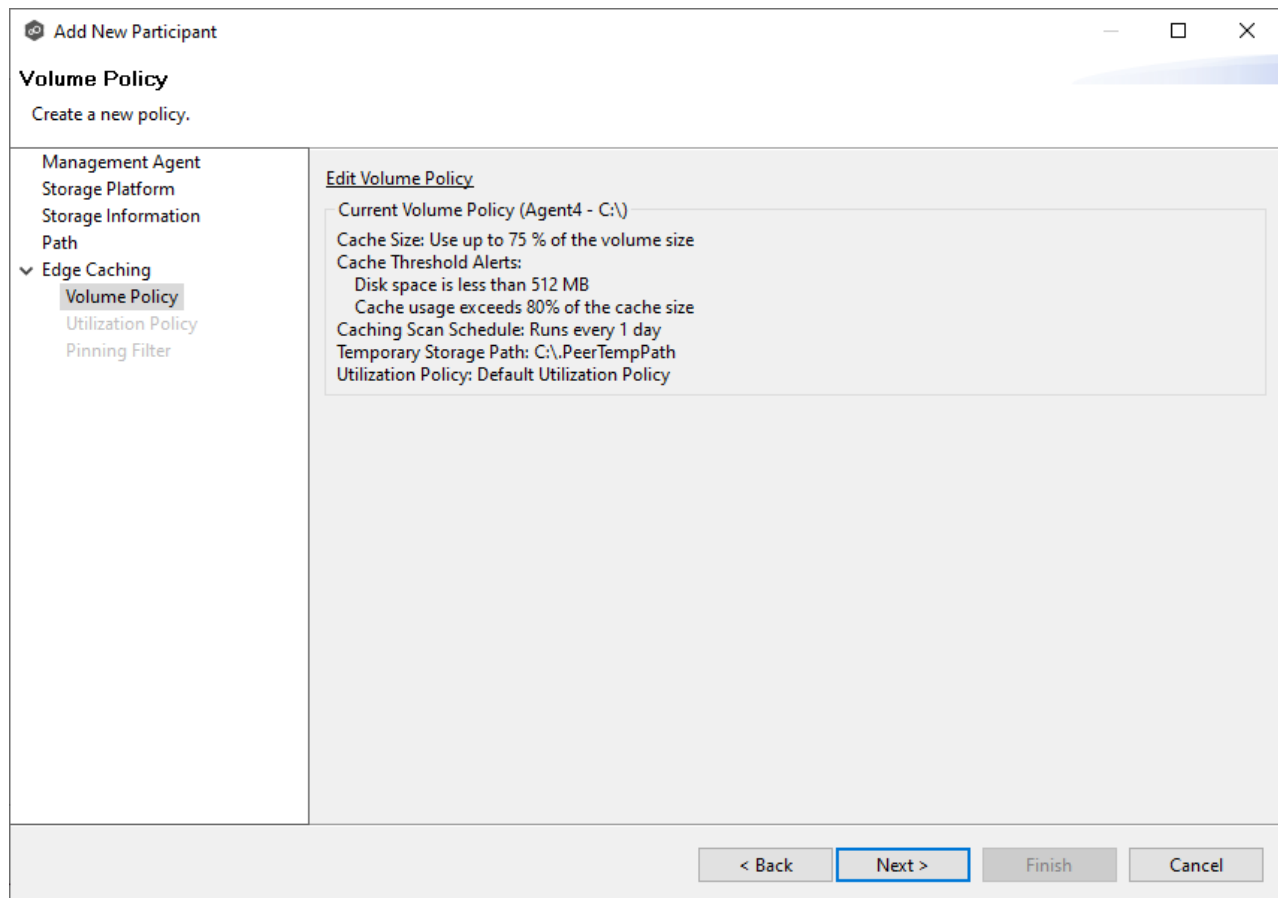 Add New Participant
Volume Policy
Create a new policy.
Management Agent
Storage Platform
Storage Information
Path
Edge Caching
Volume Policy
Utilization Policy
Pinning Filter
Edit Volume Policy
Current Volume Policy (Agent4 - C:\)
Cache Size: Use up to 75 % of the volume size
Cache Threshold Alerts:
Disk space is less than 512 MB
Cache usage exceeds 80% of the cache size
Caching Scan Schedule: Runs every 1 day
Temporary Storage Path: C:\.PeerTempPath
Utilization Policy: Default Utilization Policy
< Back
Next >
Finish
Cancel